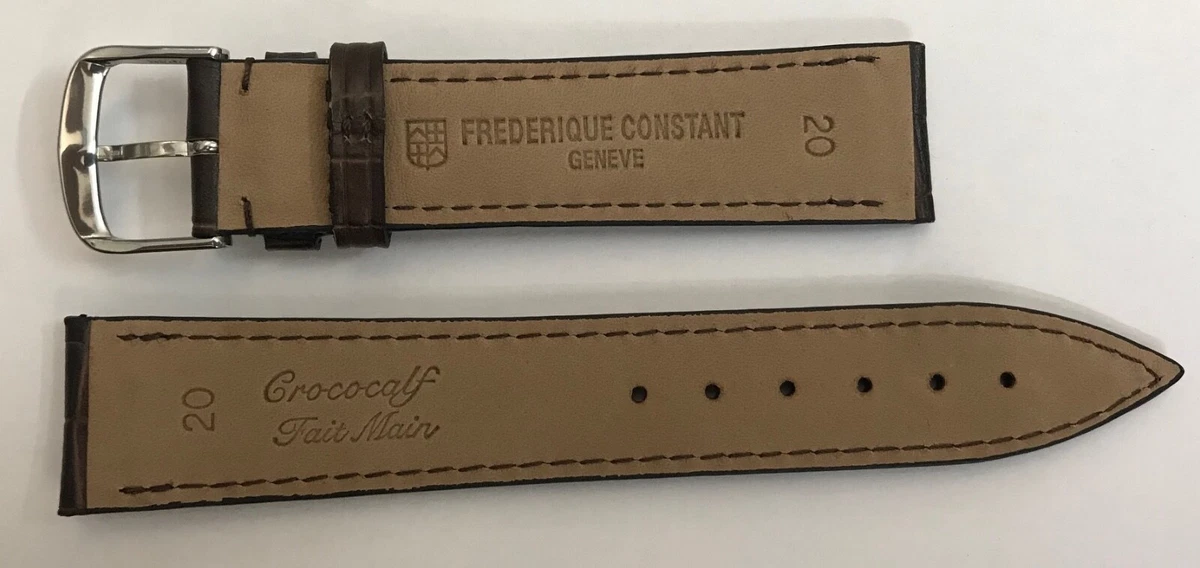 FREDERIQUE CONSTANT
GENEVE
20
20
Crococalf
Fait Main